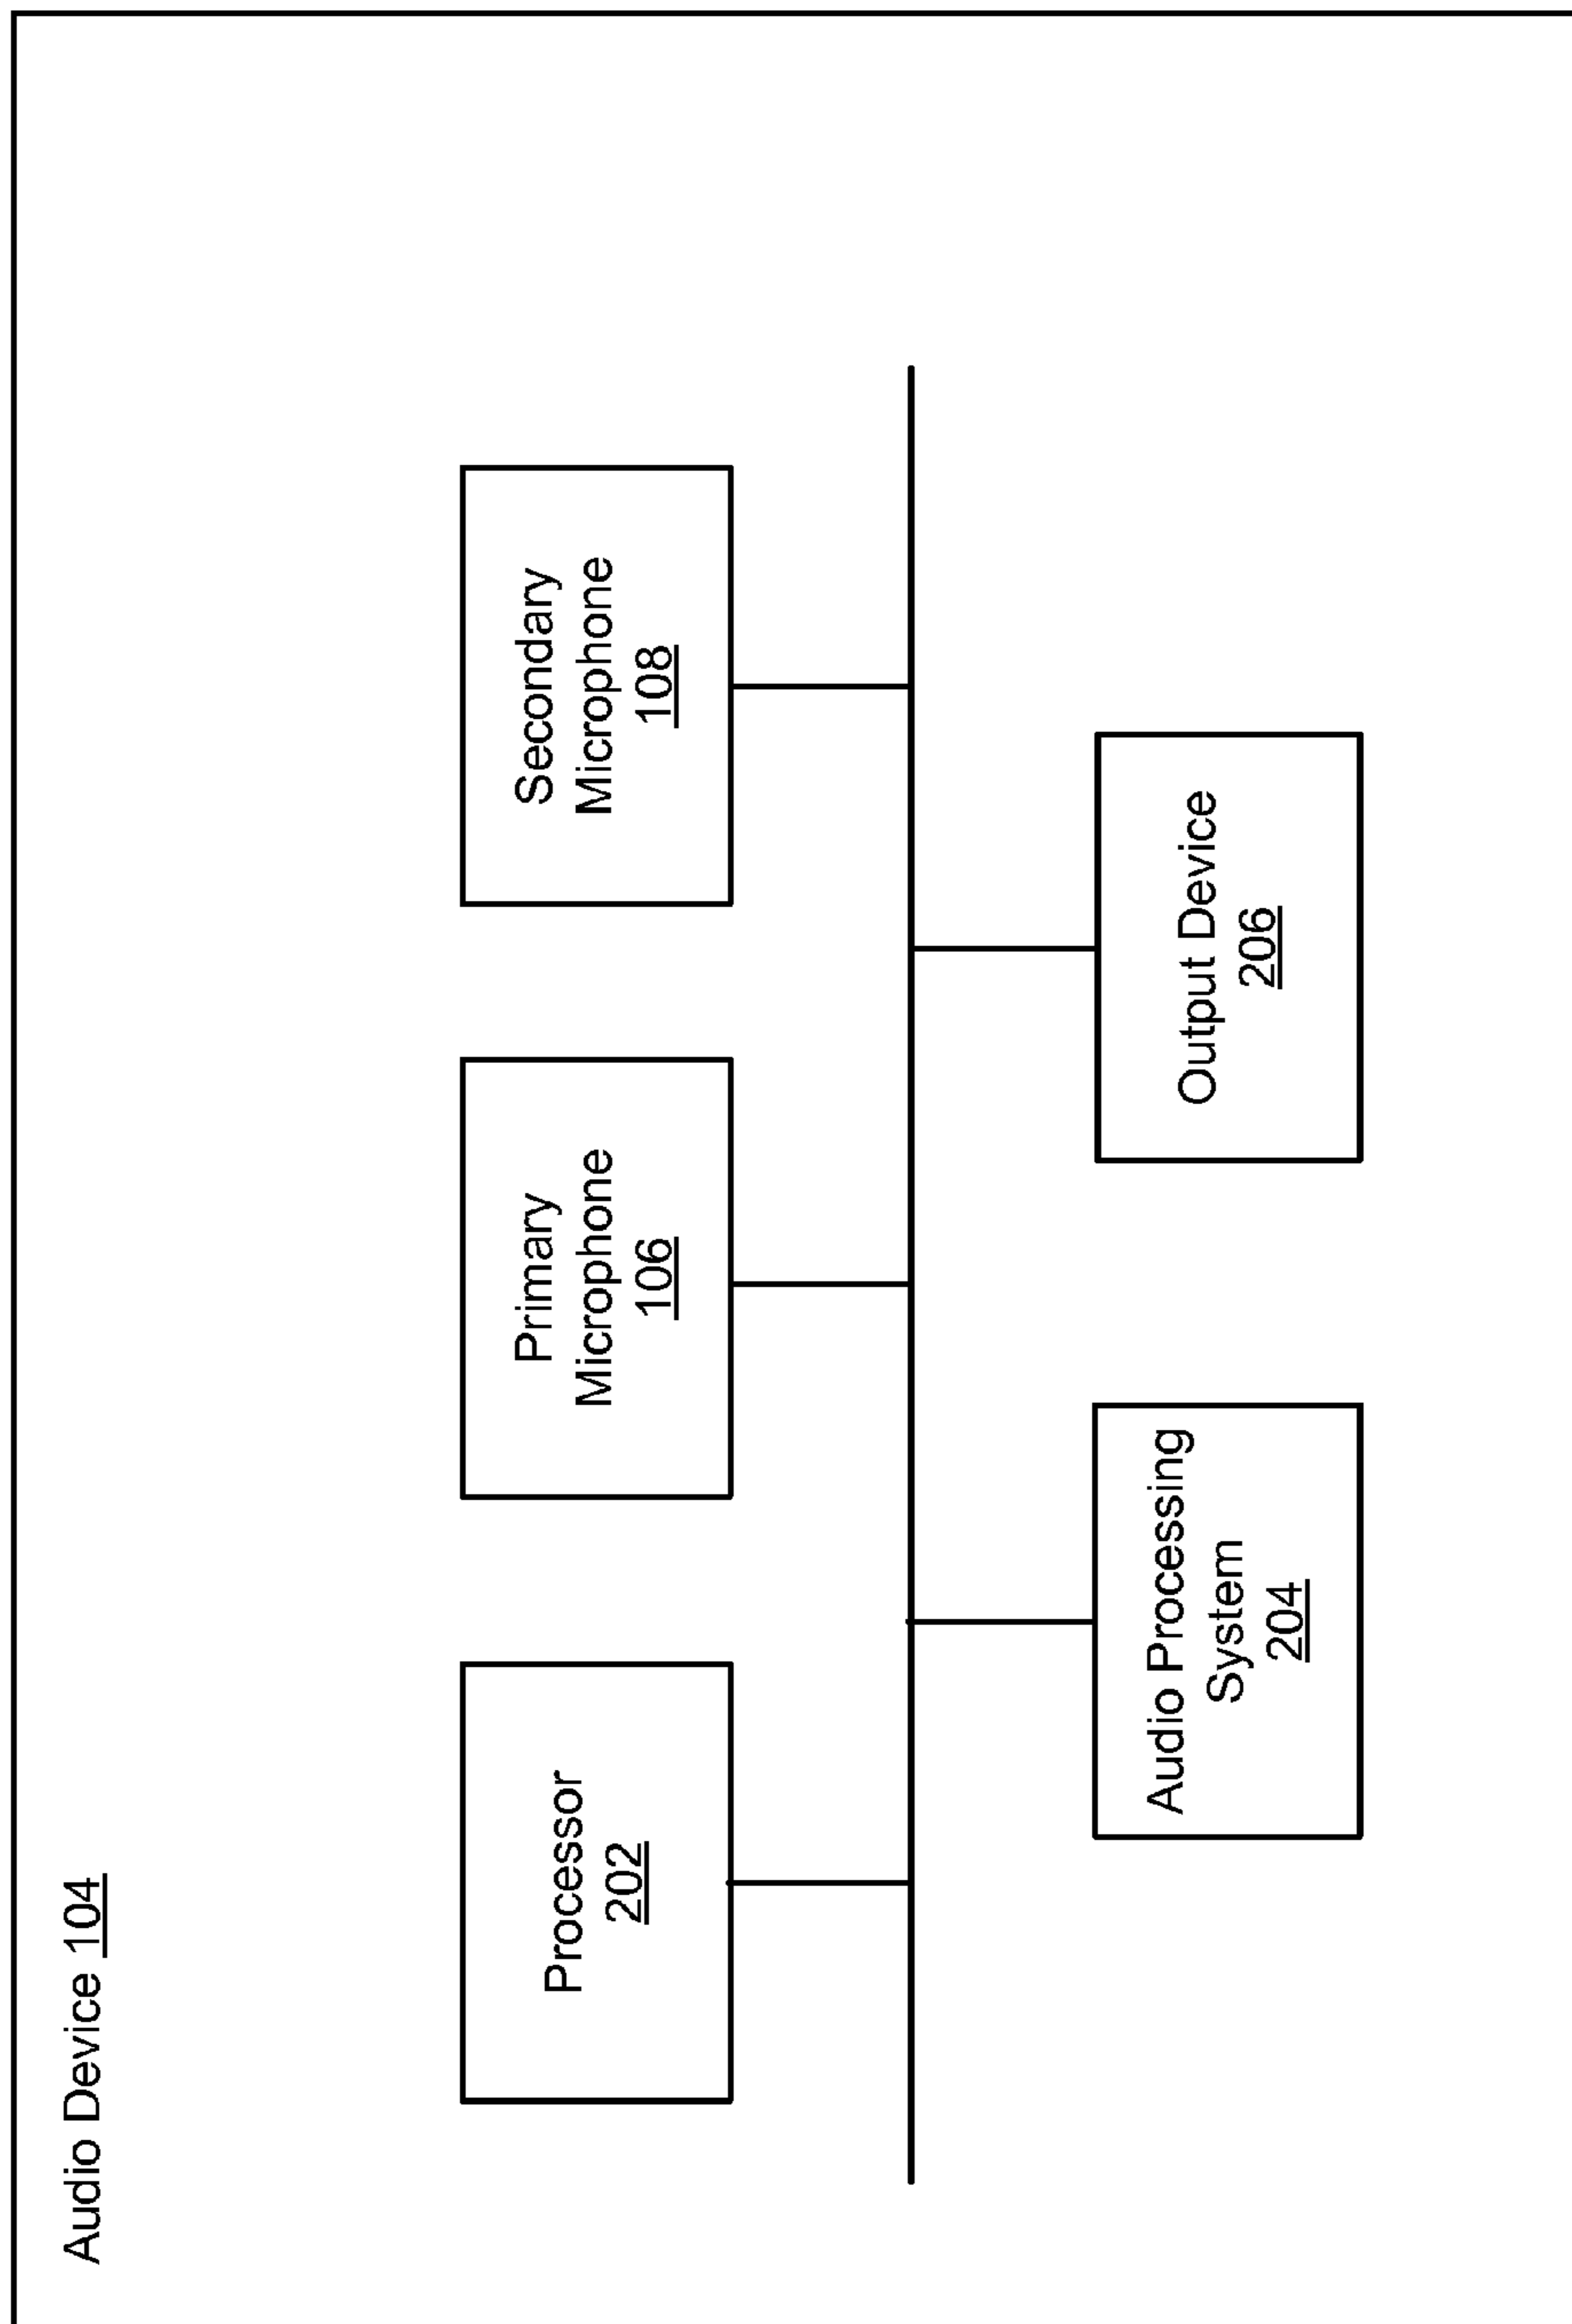 Audio Device 104
Processor
202
Primary
Microphone
106
Secondary
Microphone
108
Audio Processing
System
204
Output Device
206